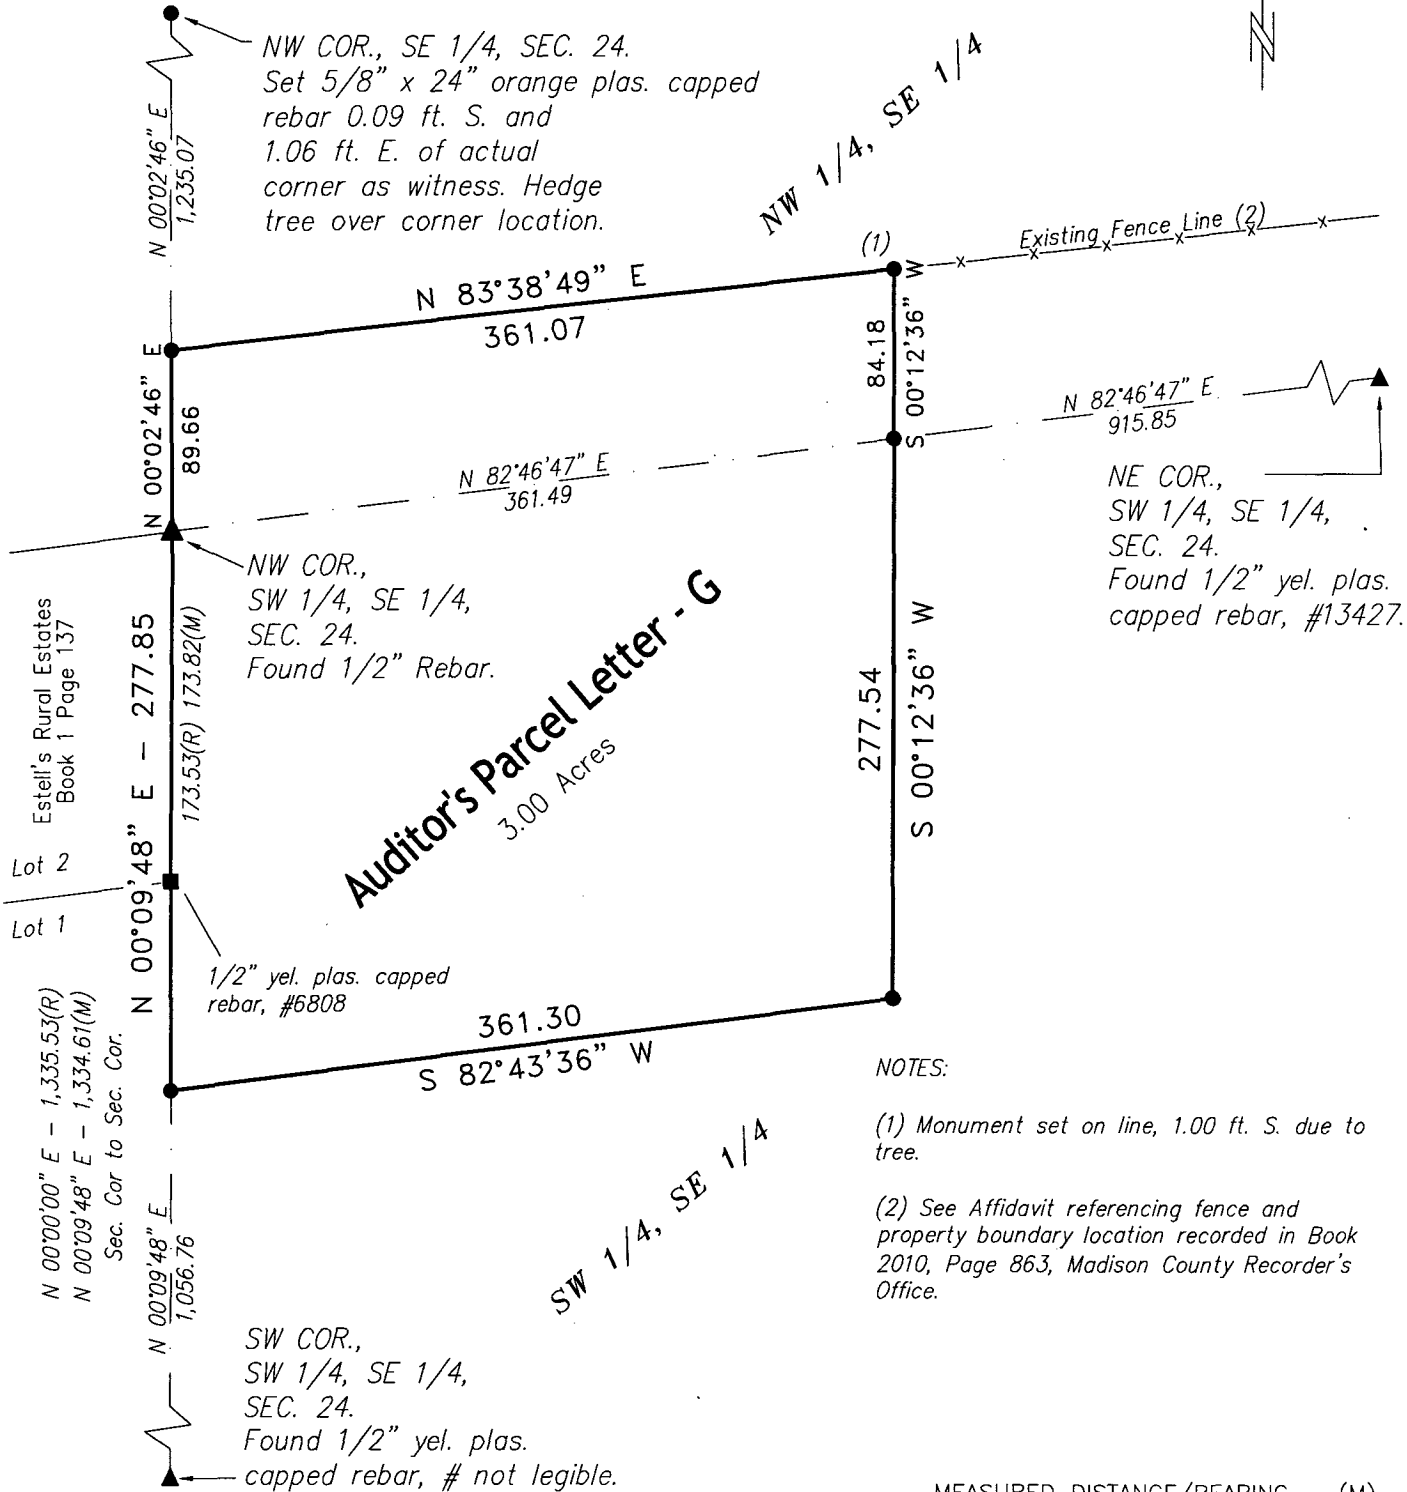 N
NW COR., SE 1/4, SEC. 24.
Set 5/8" x 24" orange plas. capped
rebar 0.09 ft. S. and
1.06 ft. E. of actual
corner as witness. Hedge
tree over corner location.
N 00°02'46" E
1,235.07
NW 1/4, SE 1/4
(1)
Existing Fence Line (2)
N 83°38'49" E
361.07
N 00°02'46" E
89.66
84.18
S 00°12'36" W
N 82°46'47" E
361.49
N 82°46'47" E
915.85
NE COR.,
SW 1/4, SE 1/4,
SEC. 24.
Found 1/2" yel. plas.
capped rebar, #13427.
NW COR.,
SW 1/4, SE 1/4,
SEC. 24.
Found 1/2" Rebar.
Estell's Rural Estates
Book 1 Page 137
N 00°09'48" E - 277.85
173.53(R) 173.82(M)
Auditor's Parcel Letter - G
3.00 Acres
277.54
S 00°12'36" W
Lot 2
Lot 1
1/2" yel. plas. capped
rebar, #6808
361.30
S 82°43'36" W
N 00°00'00" E - 1,335.53(R)
N 00°09'48" E - 1,334.61(M)
Sec. Cor to Sec. Cor.
N 00°09'48" E
1,056.76
SW 1/4, SE 1/4
NOTES:
(1) Monument set on line, 1.00 ft. S. due to
tree.
(2) See Affidavit referencing fence and
property boundary location recorded in Book
2010, Page 863, Madison County Recorder's
Office.
SW COR.,
SW 1/4, SE 1/4,
SEC. 24.
Found 1/2" yel. plas.
capped rebar, # not legible.
MEASURED DISTANCE/BEARING (M)